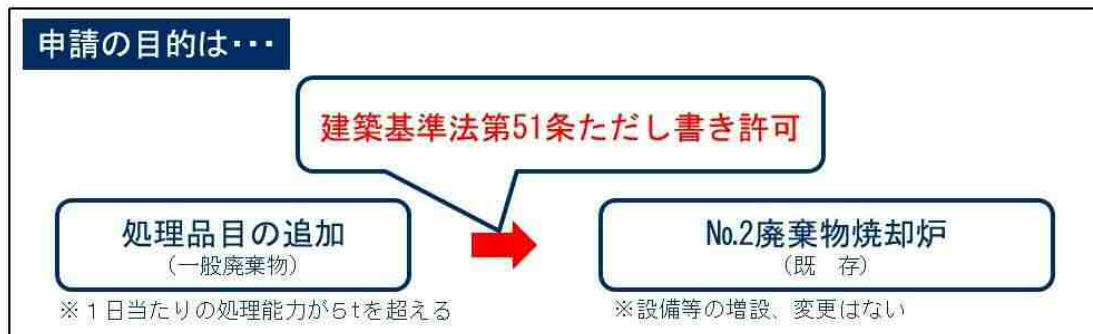 申請の目的は・・・
建築基準法第51条ただし書き許可
処理品目の追加
（一般廃棄物）
※１日当たりの処理能力が５tを超える
№2廃棄物焼却炉
（既　存）
※設備等の増設、変更はない